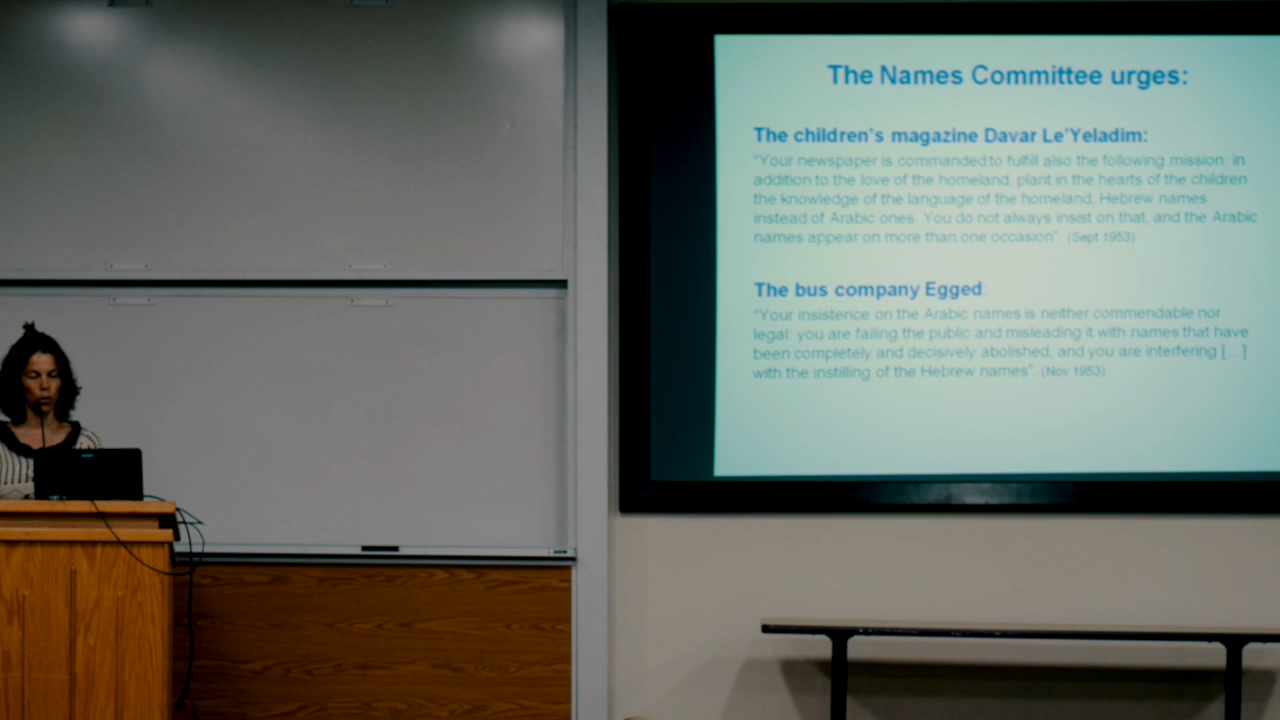 The Names Committee urges:
The children's magazine Davar Le'Yeladim:
"Your newspaper is commanded to fulfill also the following mission: in
addition to the love of the homeland, plant in the hearts of the children
the knowledge of the language of the homeland, Hebrew names
instead of Arabic ones. You do not always insist on that, and the Arabic
names appear on more than one occasion". (Sept 1953)
The bus company Egged
"Your insistence on the Arabic names is neither commendable nor
legal: you are failing the public and misleading it with names that have
been completely and decisively abolished, and you are interfering [...]
with the instilling of the Hebrew names". (Nov 1953)